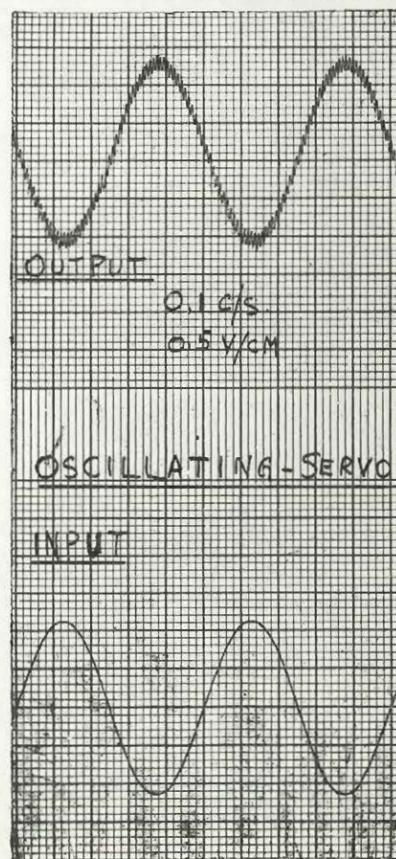 OUTPUT
0.1 c/s.
0.5 V/CM
OSCILLATING-SERVO
INPUT